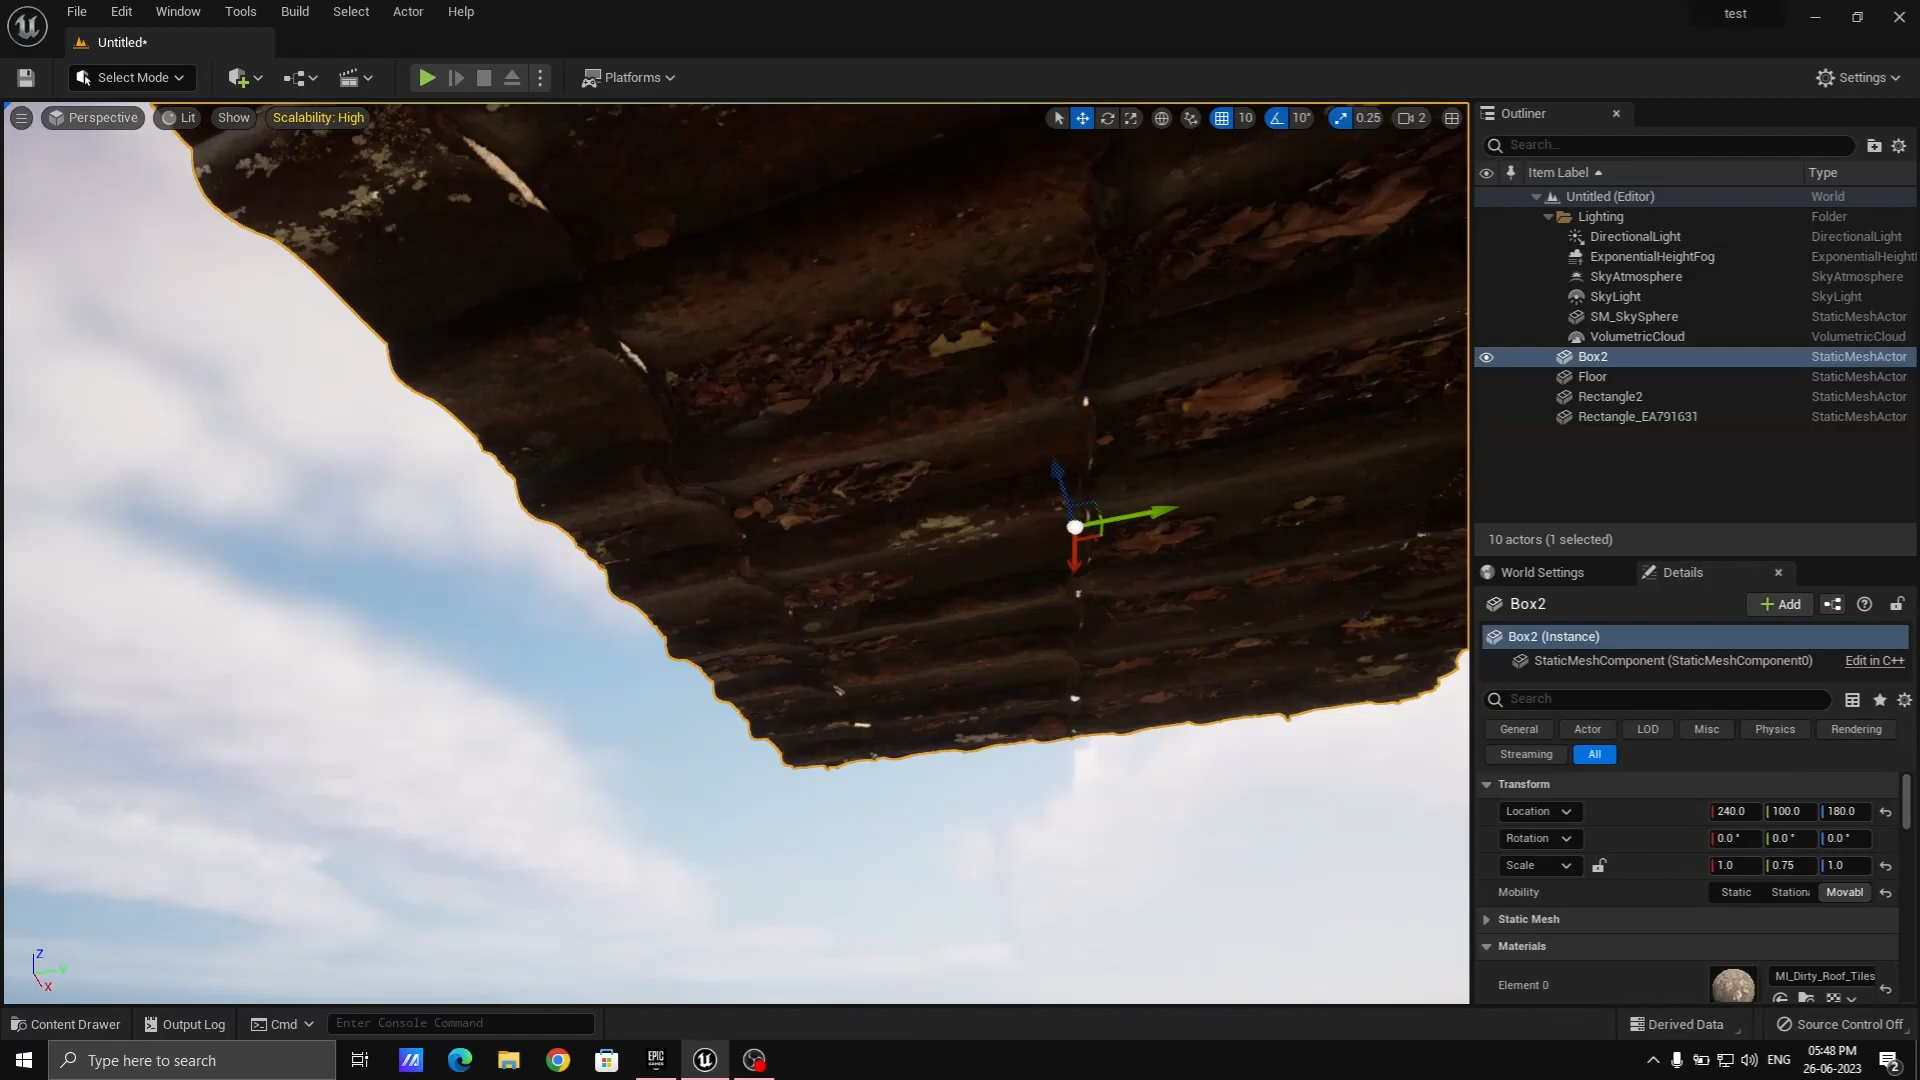 File Edit Window Tools Build Select Actor Help
test
Untitled*
Select Mode
Platforms
Settings
Perspective Lit Show Scalability: High
10 10° 0.25 2
Outliner
Search...
Item Label Type
Untitled (Editor) World
Lighting Folder
DirectionalLight DirectionalLight
ExponentialHeightFog ExponentialHeight
SkyAtmosphere SkyAtmosphere
SkyLight SkyLight
SM_SkySphere StaticMeshActor
VolumetricCloud VolumetricCloud
Box2 StaticMeshActor
Floor StaticMeshActor
Rectangle2 StaticMeshActor
Rectangle_EA791631 StaticMeshActor
10 actors (1 selected)
World Settings Details
Box2 Add
Box2 (Instance)
StaticMeshComponent (StaticMeshComponent0) Edit in C++
Search
General Actor LOD Misc Physics Rendering
Streaming All
Transform
Location 240.0 100.0 180.0
Rotation 0.0° 0.0° 0.0°
Scale 1.0 0.75 1.0
Mobility Static Station Movabl
Static Mesh
Materials
Element 0 MI_Dirty_Roof_Tiles
Z
Y
X
Content Drawer Output Log Cmd Enter Console Command
Derived Data Source Control Off
Type here to search
EPIC
GAMES
ENG
05:48 PM
26-06-2023
2